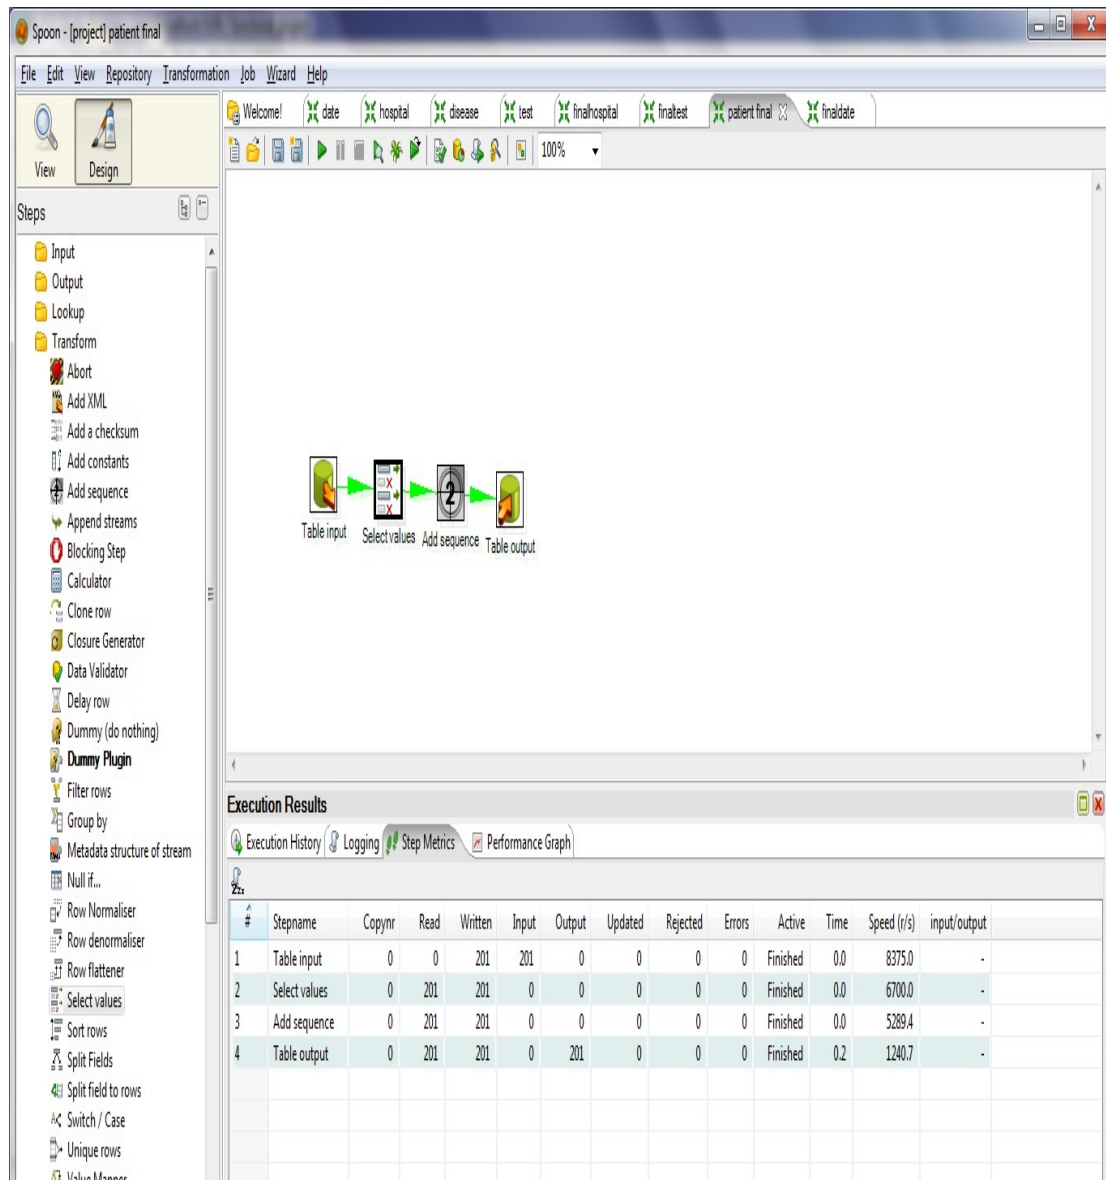 Spoon - [project] patient final
File Edit View Repository Transformation Job Wizard Help
Welcome! date hospital disease test finalhospital finaltest patient final finaldate
View Design
100%
Steps
Input
Output
Lookup
Transform
Abort
Add XML
Add a checksum
Add constants
Add sequence
Append streams
Blocking Step
Calculator
Clone row
Closure Generator
Data Validator
Delay row
Dummy (do nothing)
Dummy Plugin
Filter rows
Group by
Metadata structure of stream
Null if...
Row Normaliser
Row denormaliser
Row flattener
Select values
Sort rows
Split Fields
Split field to rows
Switch / Case
Unique rows
Value Mapper
2
Table input Select values Add sequence Table output
Execution Results
Execution History Logging Step Metrics Performance Graph
# Stepname Copynr Read Written Input Output Updated Rejected Errors Active Time Speed (r/s) input/output
1 Table input 0 0 201 201 0 0 0 0 Finished 0.0 8375.0 -
2 Select values 0 201 201 0 0 0 0 0 Finished 0.0 6700.0 -
3 Add sequence 0 201 201 0 0 0 0 0 Finished 0.0 5289.4 -
4 Table output 0 201 201 0 201 0 0 0 Finished 0.2 1240.7 -